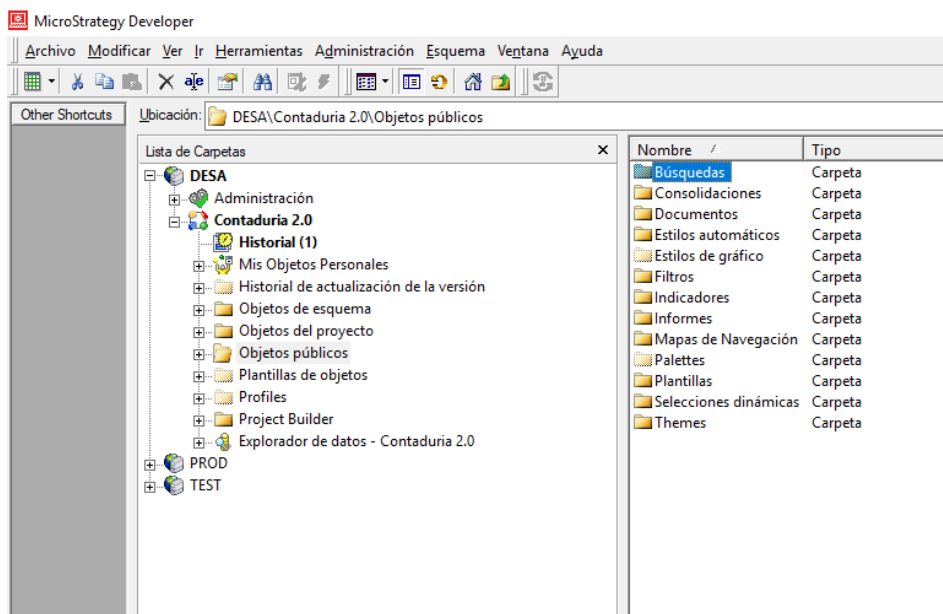 MicroStrategy Developer
Archivo Modificar Ver Ir Herramientas Administración Esquema Ventana Ayuda
Other Shortcuts
Ubicación: DESA\Contaduria 2.0\Objetos públicos
Lista de Carpetas
DESA
Administración
Contaduria 2.0
Historial (1)
Mis Objetos Personales
Historial de actualización de la versión
Objetos de esquema
Objetos del proyecto
Objetos públicos
Plantillas de objetos
Profiles
Project Builder
Explorador de datos - Contaduria 2.0
PROD
TEST
Nombre Tipo
Búsquedas Carpeta
Consolidaciones Carpeta
Documentos Carpeta
Estilos automáticos Carpeta
Estilos de gráfico Carpeta
Filtros Carpeta
Indicadores Carpeta
Informes Carpeta
Mapas de Navegación Carpeta
Palettes Carpeta
Plantillas Carpeta
Selecciones dinámicas Carpeta
Themes Carpeta